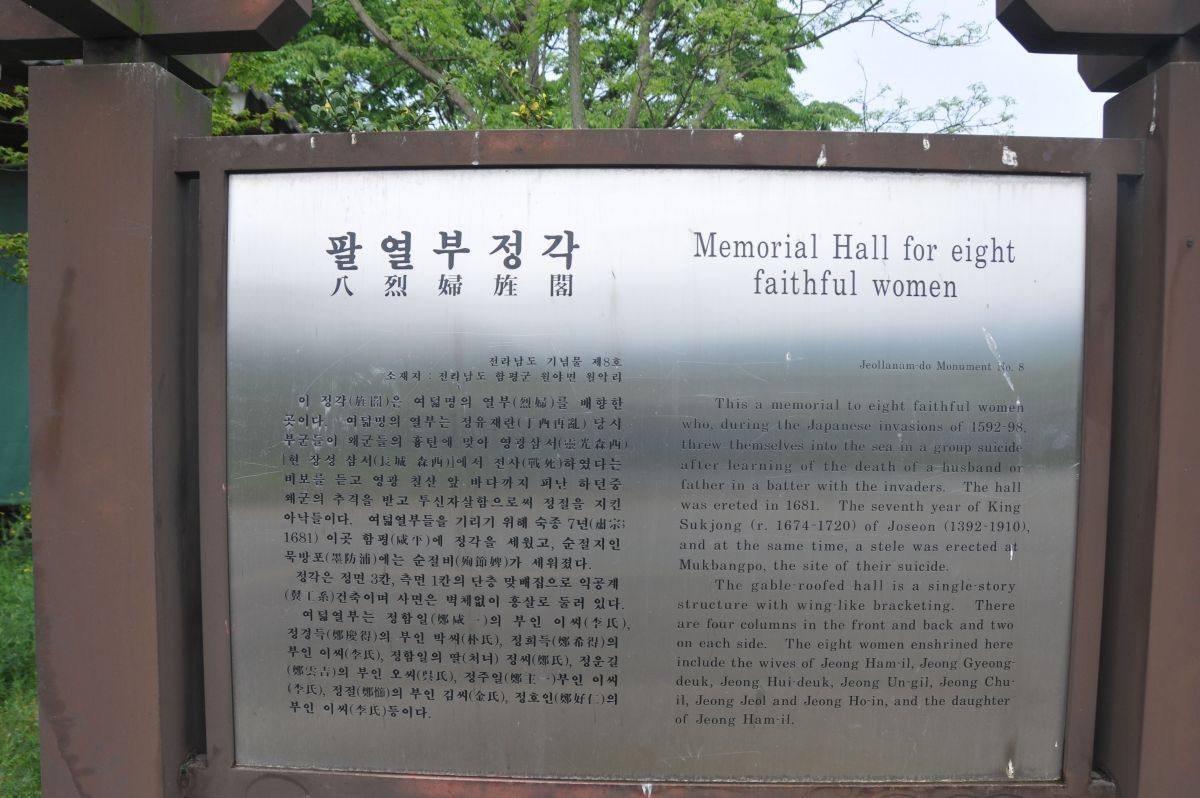 팔열부정각
八烈婦旌閣
전라남도 기념물 제8호
소재지 : 전라남도 함평군 월야면 월악리
이 정각(旌閣)은 여덟명의 열부(烈婦)를 배향한
곳이다. 여덟명의 열부는 정유재란(丁酉再亂) 당시
부군들이 왜군들의 흉탄에 맞아 영광삼서(靈光森西)
[현 장성 삼서(長城 森西)]에서 전사(戰死)하였다는
비보를 듣고 영광 칠산 앞 바다까지 피난 하던중
왜군의 추격을 받고 투신자살함으로써 정절을 지킨
아낙들이다. 여덟열부들을 기리기 위해 숙종 7년(肅宗;
1681) 이곳 함평(咸平)에 정각을 세웠고, 순절지인
묵방포(墨防浦)에는 순절비(殉節婢)가 세워졌다.
정각은 정면 3칸, 측면 1칸의 단층 맞배집으로 익공계
(翼工系)건축이며 사면은 벽체없이 홍살로 둘러 있다.
여덟열부는 정함일(鄭咸一)의 부인 이씨(李氏),
정경득(鄭慶得)의 부인 박씨(朴氏), 정희득(鄭希得)의
부인 이씨(李氏), 정함일의 딸(처녀) 정씨(鄭氏), 정운길
(鄭雲吉)의 부인 오씨(吳氏), 정주일(鄭主一)부인 이씨
(李氏), 정절(鄭)의 부인 김씨(金氏), 정호인(鄭好仁)의
부인 이씨(李氏)등이다.
Memorial Hall for eight
faithful women
Jeollanam-do Monument No. 8
This a memorial to eight faithful women
who, during the Japanese invasions of 1592-98,
threw themselves into the sea in a group suicide
after learning of the death of a husband or
father in a batter with the invaders. The hall
was ereted in 1681. The seventh year of King
Sukjong (r. 1674-1720) of Joseon (1392-1910),
and at the same time, a stele was erected at
Mukbangpo, the site of their suicide.
The gable-roofed hall is a single-story
structure with wing-like bracketing. There
are four columns in the front and back and two
on each side. The eight women enshrined here
include the wives of Jeong Ham-il, Jeong Gyeong-
deuk, Jeong Hui-deuk, Jeong Un-gil, Jeong Chu-
il, Jeong Jeol and Jeong Ho-in, and the daughter
of Jeong Ham-il.